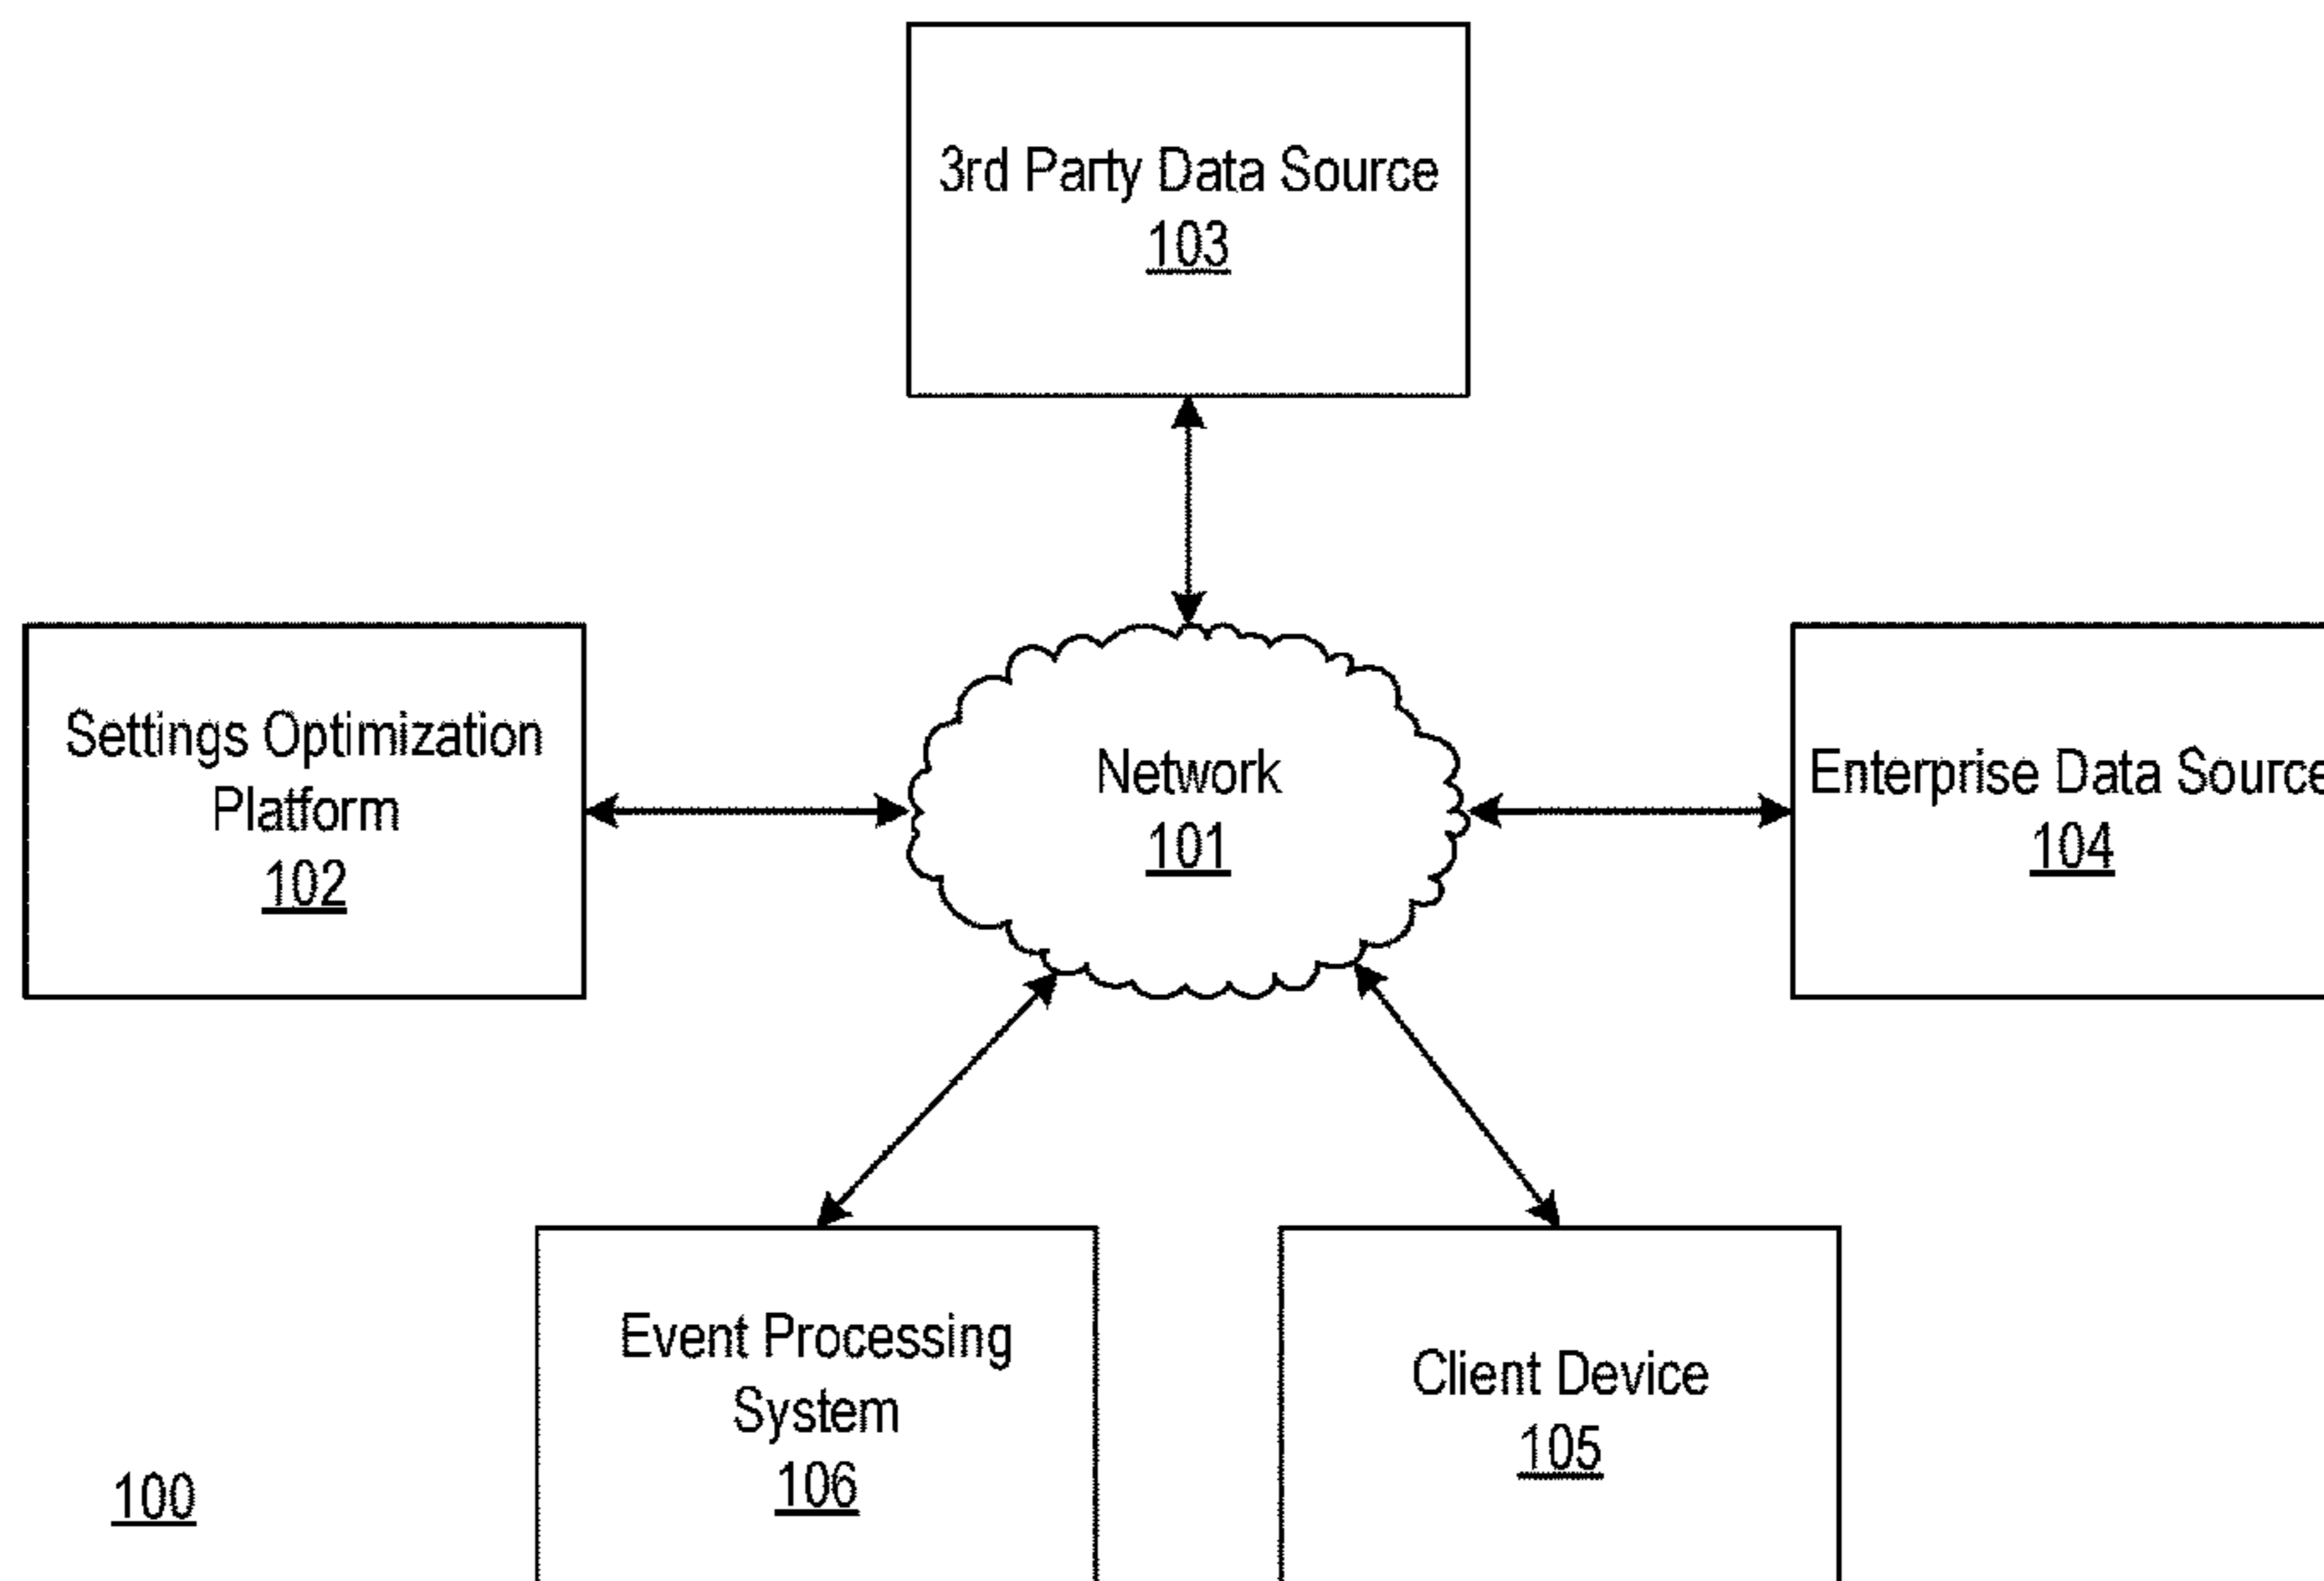 3rd Party Data Source
103
Settings Optimization
Platform
102
Network
101
Enterprise Data Source
104
Event Processing
System
106
Client Device
105
100